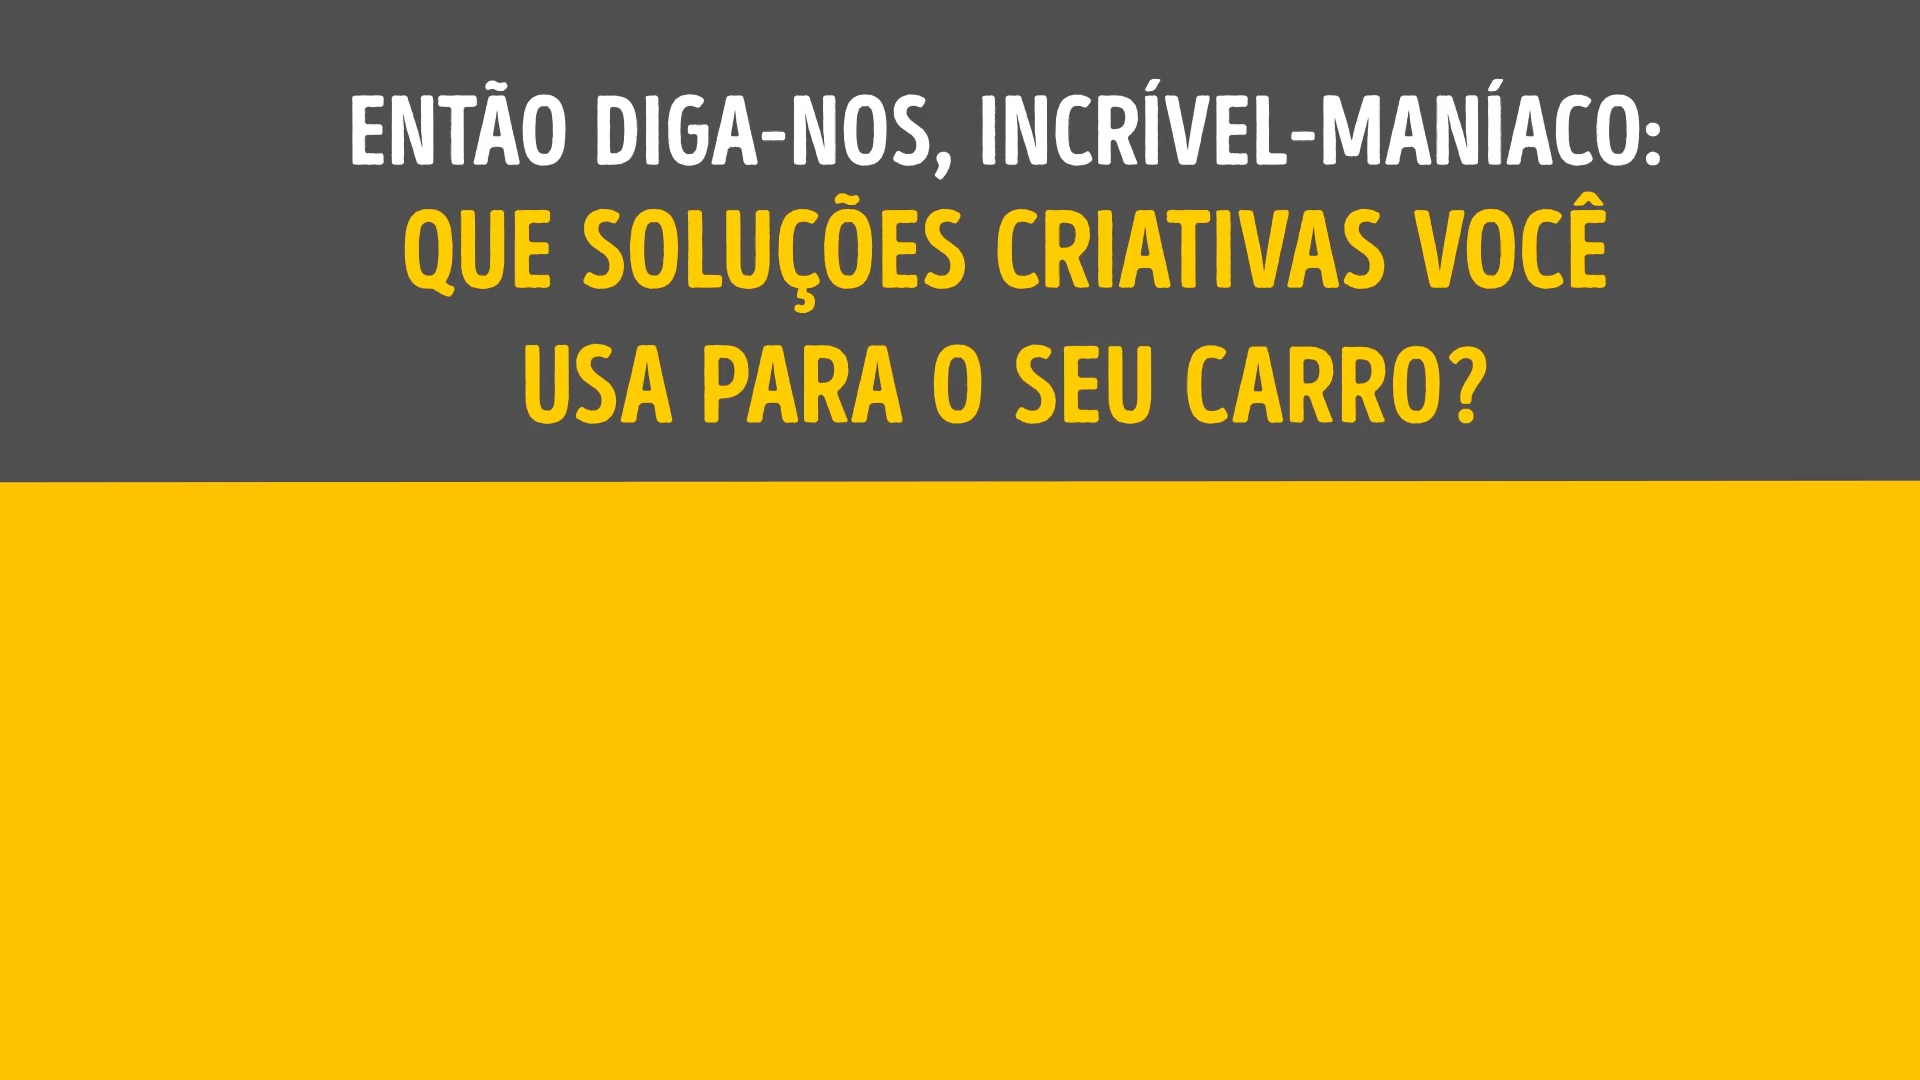 ENTÃO DIGA-NOS, INCRÍVEL-MANÍACO:
QUE SOLUÇÕES CRIATIVAS VOCÊ
USA PARA O SEU CARRO?